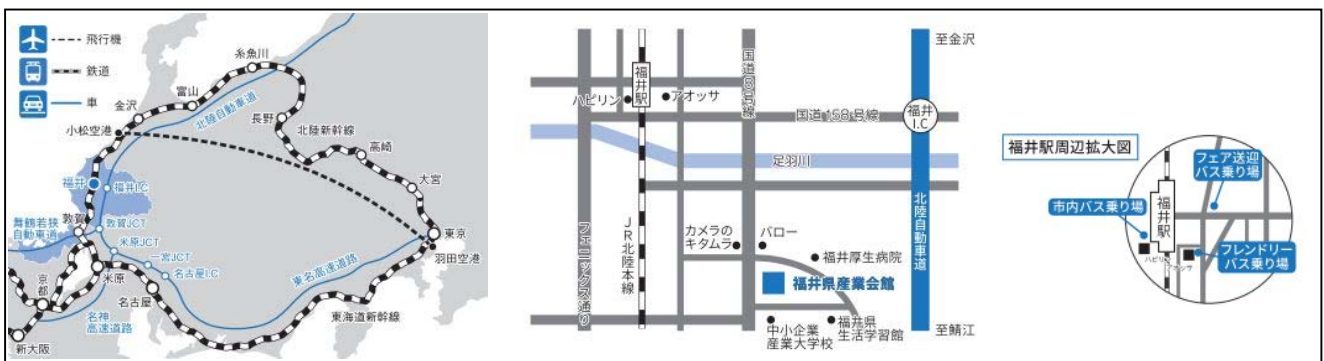 飛行機
鉄道
車
糸魚川
富山
金沢
北陸自動車道
小松空港
長野
北陸新幹線
高崎
大宮
福井
福井I.C
舞鶴若狭
自動車道
敦賀
敦賀JCT
米原JCT
一宮JCT
名古屋I.C
東京
羽田空港
京都
米原
名古屋
東名高速道路
名神
高速道路
東海道新幹線
新大阪
福井駅
ハピリン
アオッサ
国道8号線
国道158号線
至金沢
福井
I.C
足羽川
フェニックス通り
JR北陸本線
カメラの
キタムラ
バロー
福井厚生病院
北陸自動車道
福井県産業会館
中小企業
産業大学校
福井県
生活学習館
至鯖江
福井駅周辺拡大図
フェア送迎
バス乗り場
市内バス乗り場
福井駅
ハピリン
アオッサ
フレンドリー
バス乗り場